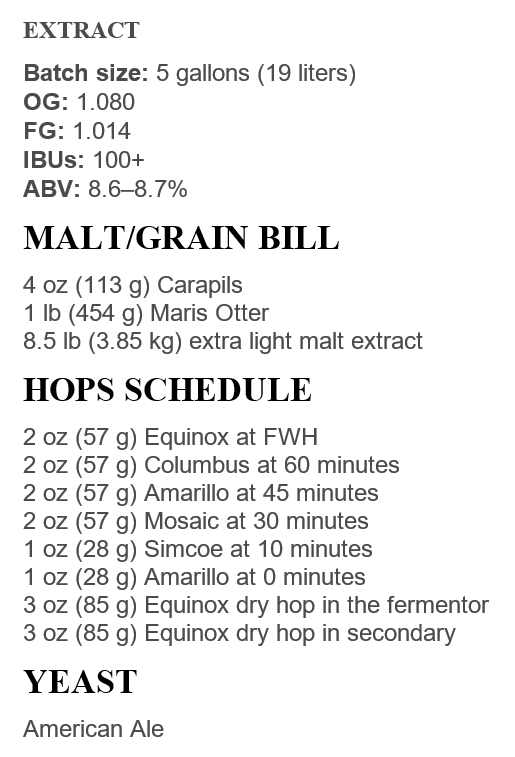 EXTRACT
Batch size: 5 gallons (19 liters)
OG: 1.080
FG: 1.014
IBUs: 100+
ABV: 8.6–8.7%
MALT/GRAIN BILL
4 oz (113 g) Carapils
1 lb (454 g) Maris Otter
8.5 lb (3.85 kg) extra light malt extract
HOPS SCHEDULE
2 oz (57 g) Equinox at FWH
2 oz (57 g) Columbus at 60 minutes
2 oz (57 g) Amarillo at 45 minutes
2 oz (57 g) Mosaic at 30 minutes
1 oz (28 g) Simcoe at 10 minutes
1 oz (28 g) Amarillo at 0 minutes
3 oz (85 g) Equinox dry hop in the fermentor
3 oz (85 g) Equinox dry hop in secondary
YEAST
American Ale